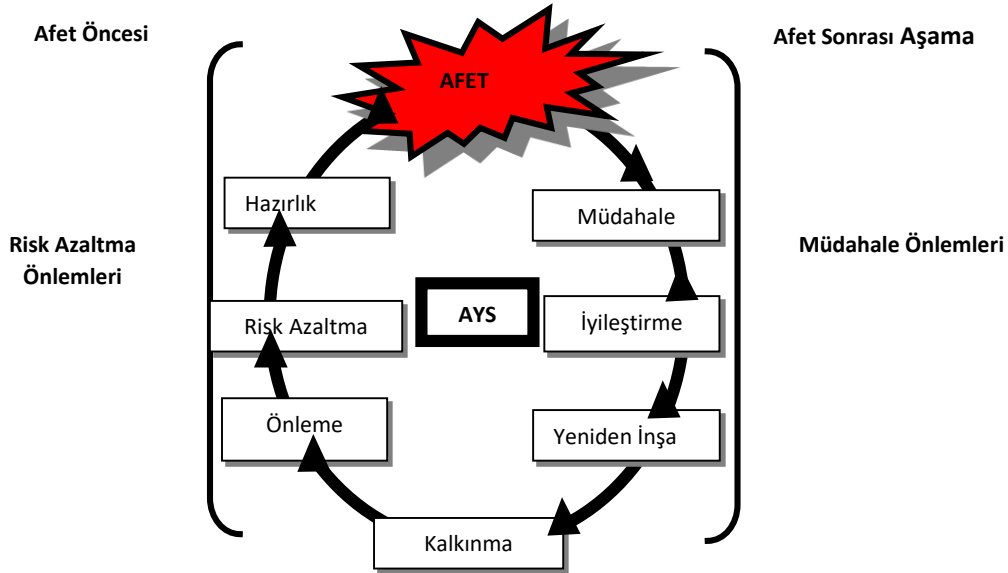 Afet Öncesi
Afet Sonrası Aşama
AFET
Hazırlık
Müdahale
Risk Azaltma
Önlemleri
Müdahale Önlemleri
Risk Azaltma
AYS
İyileştirme
Önleme
Yeniden İnşa
Kalkınma